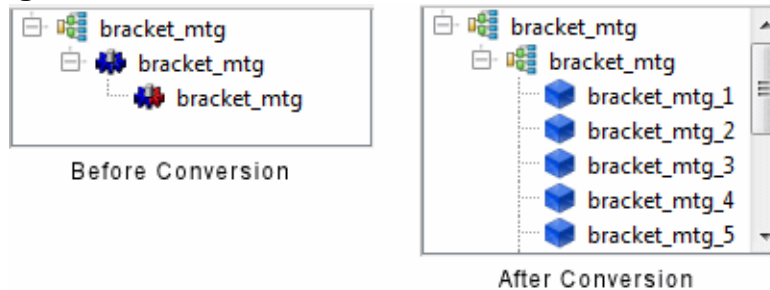 bracket_mtg
bracket_mtg
bracket_mtg
Before Conversion
bracket_mtg
bracket_mtg
bracket_mtg_1
bracket_mtg_2
bracket_mtg_3
bracket_mtg_4
bracket_mtg_5
After Conversion